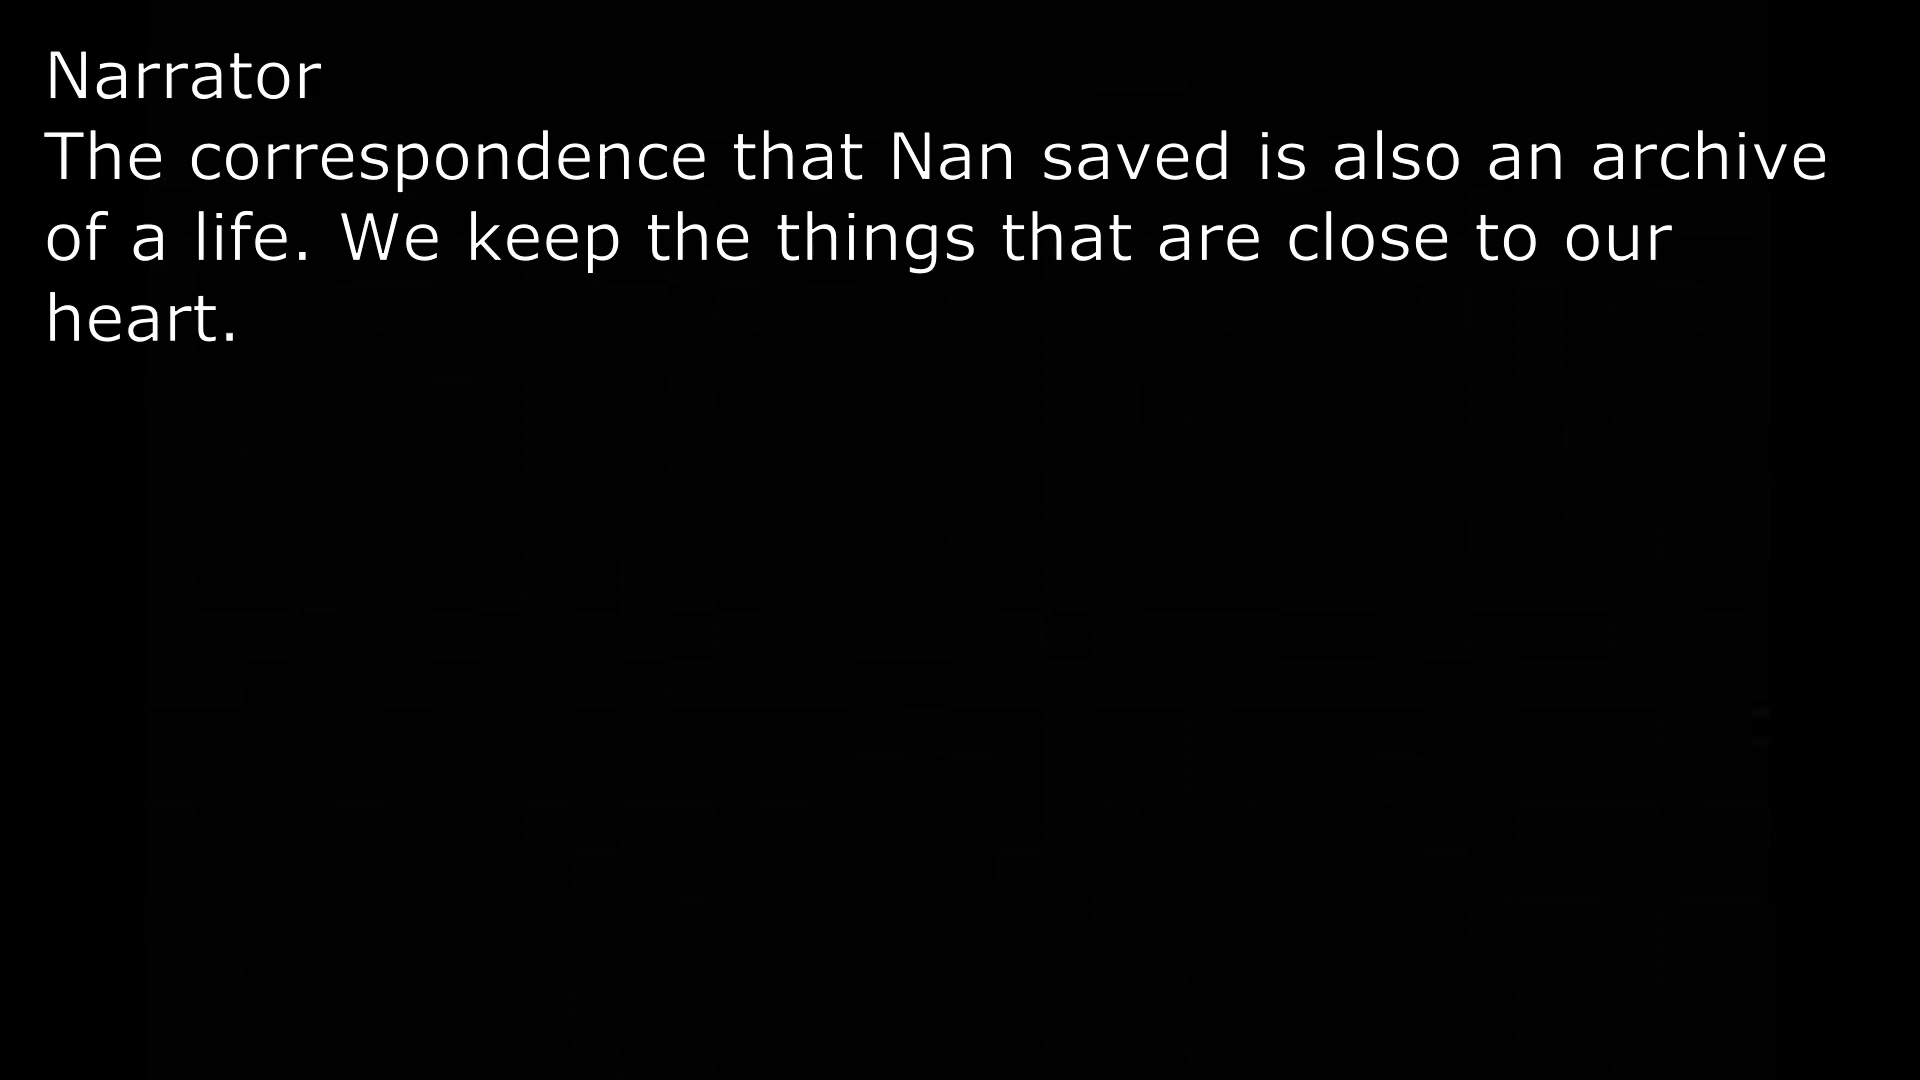 Narrator
The correspondence that Nan saved is also an archive
of a life. We keep the things that are close to our
heart.